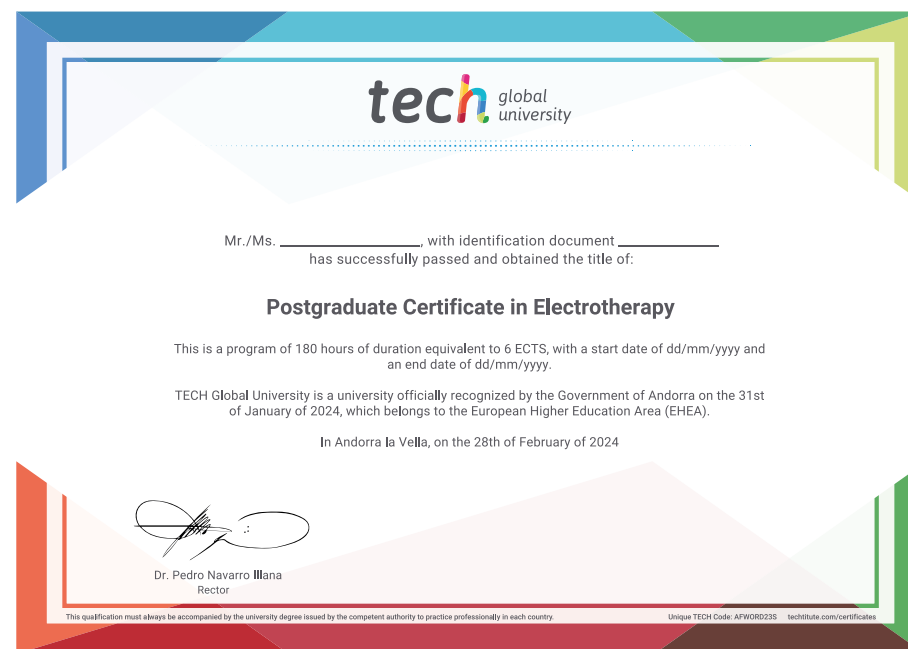 tech global university
Mr./Ms. ____________________, with identification document ______________
has successfully passed and obtained the title of:
Postgraduate Certificate in Electrotherapy
This is a program of 180 hours of duration equivalent to 6 ECTS, with a start date of dd/mm/yyyy and
an end date of dd/mm/yyyy.
TECH Global University is a university officially recognized by the Government of Andorra on the 31st
of January of 2024, which belongs to the European Higher Education Area (EHEA).
In Andorra la Vella, on the 28th of February of 2024
Dr. Pedro Navarro Illana
Rector
This qualification must always be accompanied by the university degree issued by the competent authority to practice professionally in each country.
Unique TECH Code: AFWORD23S techtitute.com/certificates